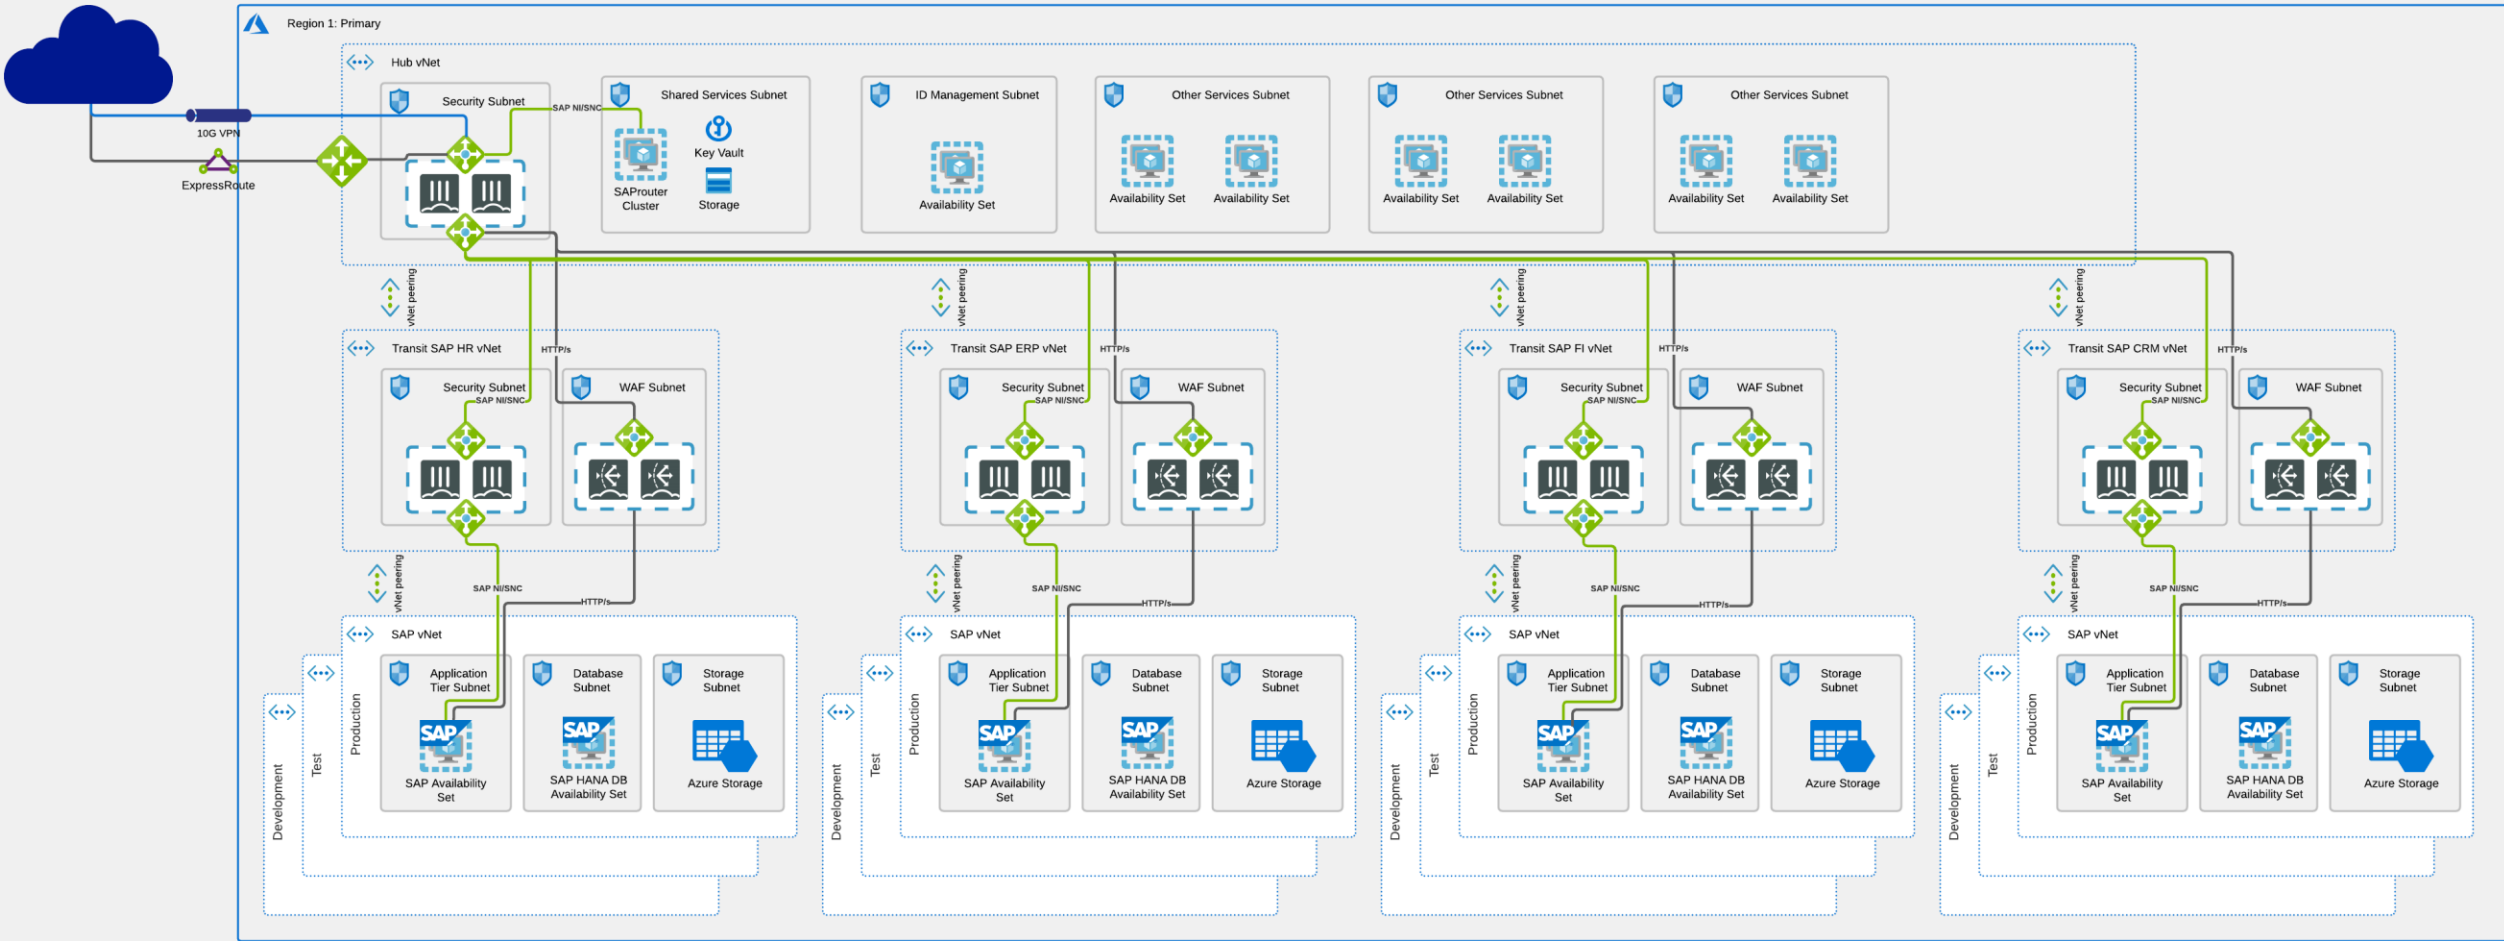 Region 1: Primary
Hub vNet
10G VPN
ExpressRoute
Security Subnet
SAP NI/SNC
Shared Services Subnet
SAProuter
Cluster
Key Vault
Storage
ID Management Subnet
Availability Set
Other Services Subnet
Availability Set
Availability Set
Other Services Subnet
Availability Set
Availability Set
Other Services Subnet
Availability Set
Availability Set
vNet peering
vNet peering
vNet peering
vNet peering
Transit SAP HR vNet
HTTP/s
Security Subnet
SAP NI/SNC
WAF Subnet
Transit SAP ERP vNet
HTTP/s
Security Subnet
SAP NI/SNC
WAF Subnet
Transit SAP FI vNet
HTTP/s
Security Subnet
SAP NI/SNC
WAF Subnet
Transit SAP CRM vNet
HTTP/s
Security Subnet
SAP NI/SNC
WAF Subnet
vNet peering
SAP NI/SNC
HTTP/s
vNet peering
SAP NI/SNC
HTTP/s
vNet peering
SAP NI/SNC
HTTP/s
vNet peering
SAP NI/SNC
HTTP/s
SAP vNet
Development
Test
Production
Application
Tier Subnet
SAP
SAP Availability
Set
Database
Subnet
SAP
SAP HANA DB
Availability Set
Storage
Subnet
Azure Storage
SAP vNet
Development
Test
Production
Application
Tier Subnet
SAP
SAP Availability
Set
Database
Subnet
SAP
SAP HANA DB
Availability Set
Storage
Subnet
Azure Storage
SAP vNet
Development
Test
Production
Application
Tier Subnet
SAP
SAP Availability
Set
Database
Subnet
SAP
SAP HANA DB
Availability Set
Storage
Subnet
Azure Storage
SAP vNet
Development
Test
Production
Application
Tier Subnet
SAP
SAP Availability
Set
Database
Subnet
SAP
SAP HANA DB
Availability Set
Storage
Subnet
Azure Storage